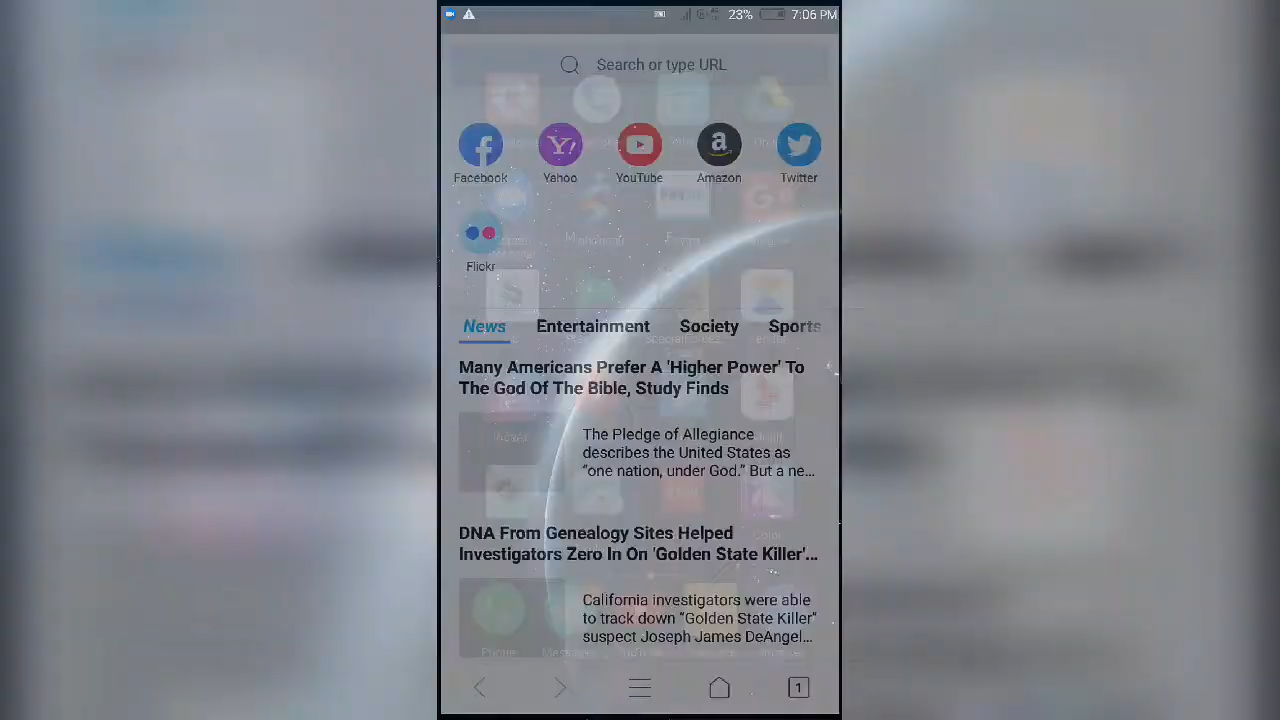 23% 7:06 PM
Search or type URL
Facebook Yahoo YouTube Amazon Twitter
Flickr
News Entertainment Society Sports
Many Americans Prefer A 'Higher Power' To
The God Of The Bible, Study Finds
The Pledge of Allegiance
describes the United States as
“one nation, under God.” But a ne...
DNA From Genealogy Sites Helped
Investigators Zero In On 'Golden State Killer'...
California investigators were able
to track down “Golden State Killer”
suspect Joseph James DeAngel...
Phone
1